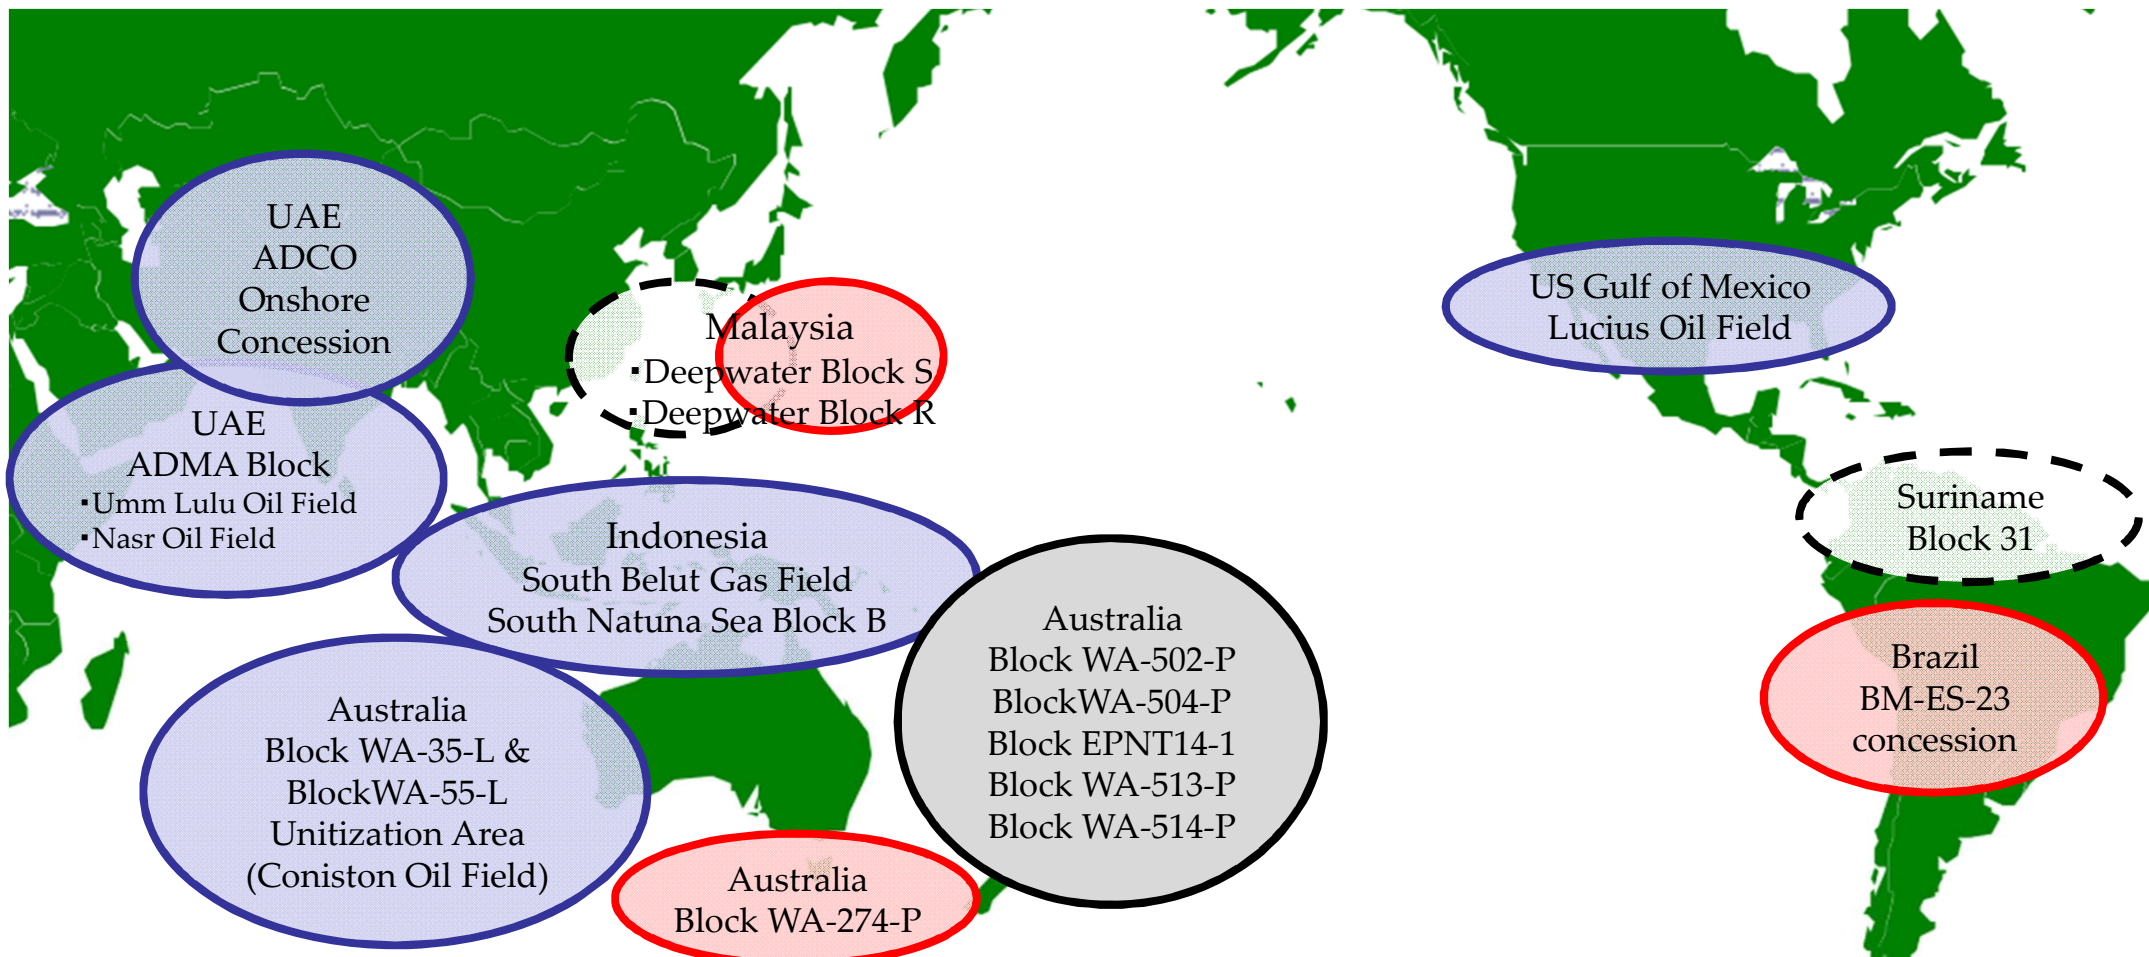 UAE
ADCO
Onshore
Concession
UAE
ADMA Block
・Umm Lulu Oil Field
・Nasr Oil Field
Malaysia
・Deepwater Block S
・Deepwater Block R
Indonesia
South Belut Gas Field
South Natuna Sea Block B
Australia
Block WA-35-L &
BlockWA-55-L
Unitization Area
(Coniston Oil Field)
Australia
Block WA-274-P
Australia
Block WA-502-P
BlockWA-504-P
Block EPNT14-1
Block WA-513-P
Block WA-514-P
US Gulf of Mexico
Lucius Oil Field
Suriname
Block 31
Brazil
BM-ES-23
concession